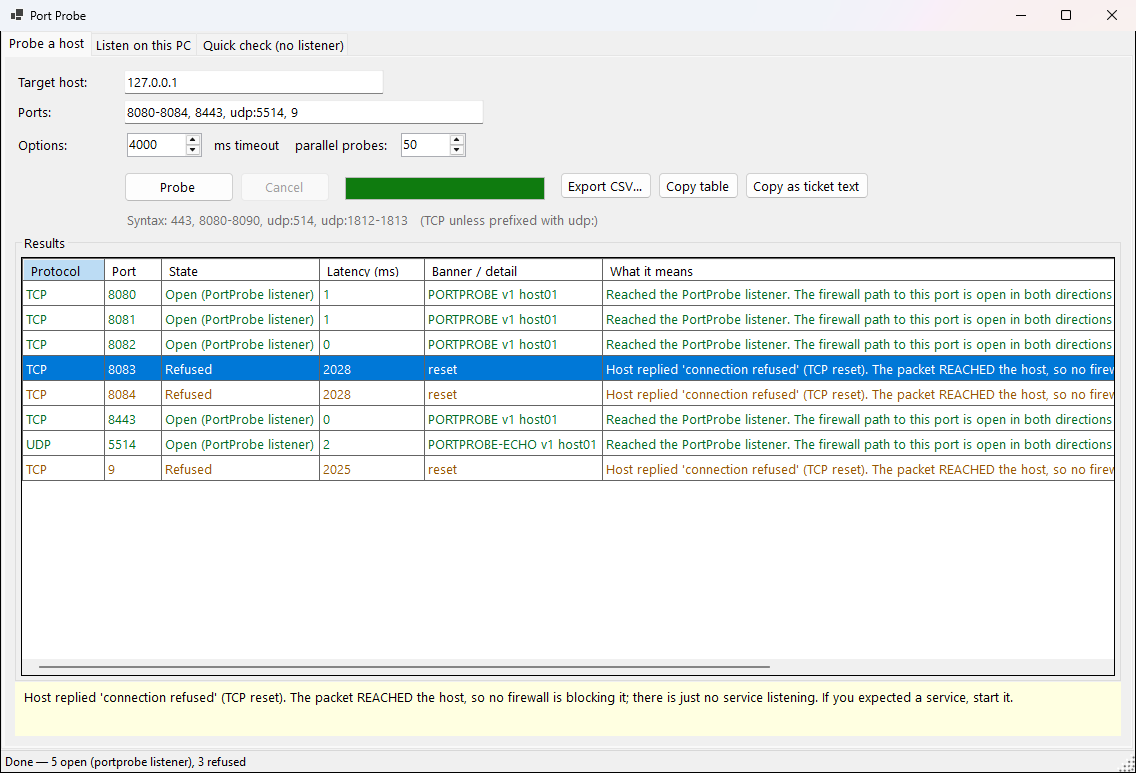 Port Probe
Probe a host Listen on this PC Quick check (no listener)
Target host: 127.0.0.1
Ports: 8080-8084, 8443, udp:5514, 9
Options: 4000 ms timeout parallel probes: 50
Probe Cancel Export CSV... Copy table Copy as ticket text
Syntax: 443, 8080-8090, udp:514, udp:1812-1813 (TCP unless prefixed with udp:)
Results
Protocol Port State Latency (ms) Banner / detail What it means
TCP 8080 Open (PortProbe listener) 1 PORTPROBE v1 host01 Reached the PortProbe listener. The firewall path to this port is open in both directions
TCP 8081 Open (PortProbe listener) 1 PORTPROBE v1 host01 Reached the PortProbe listener. The firewall path to this port is open in both directions
TCP 8082 Open (PortProbe listener) 0 PORTPROBE v1 host01 Reached the PortProbe listener. The firewall path to this port is open in both directions
TCP 8083 Refused 2028 reset Host replied 'connection refused' (TCP reset). The packet REACHED the host, so no firew
TCP 8084 Refused 2028 reset Host replied 'connection refused' (TCP reset). The packet REACHED the host, so no firew
TCP 8443 Open (PortProbe listener) 0 PORTPROBE v1 host01 Reached the PortProbe listener. The firewall path to this port is open in both directions
UDP 5514 Open (PortProbe listener) 2 PORTPROBE-ECHO v1 host01 Reached the PortProbe listener. The firewall path to this port is open in both directions
TCP 9 Refused 2025 reset Host replied 'connection refused' (TCP reset). The packet REACHED the host, so no firew
Host replied 'connection refused' (TCP reset). The packet REACHED the host, so no firewall is blocking it; there is just no service listening. If you expected a service, start it.
Done — 5 open (portprobe listener), 3 refused